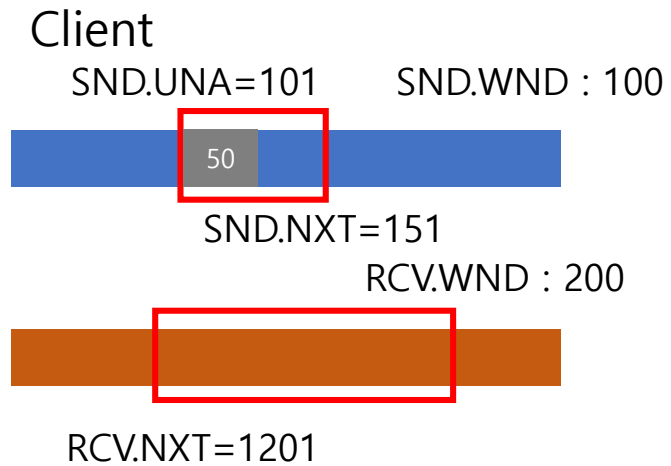 Client
SND.UNA=101 SND.WND : 100
50
SND.NXT=151
RCV.WND : 200
RCV.NXT=1201